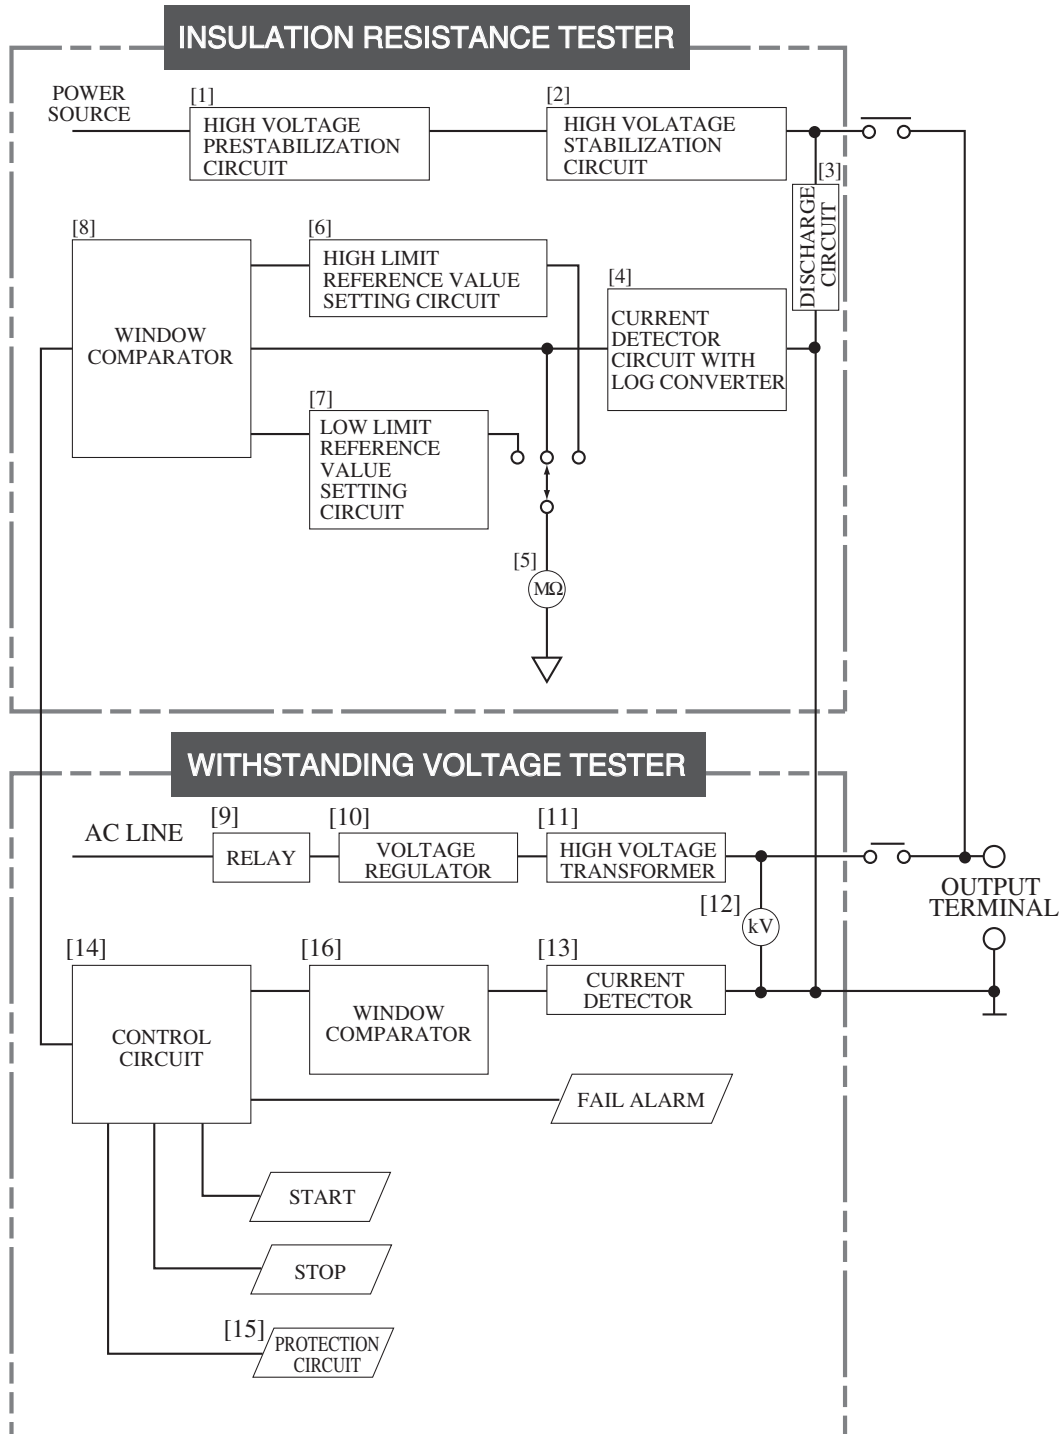 INSULATION RESISTANCE TESTER
POWER
SOURCE
[1]
HIGH VOLTAGE
PRESTABILIZATION
CIRCUIT
[2]
HIGH VOLATAGE
STABILIZATION
CIRCUIT
[3]
DISCHARGE
CIRCUIT
[8]
WINDOW
COMPARATOR
[6]
HIGH LIMIT
REFERENCE VALUE
SETTING CIRCUIT
[4]
CURRENT
DETECTOR
CIRCUIT WITH
LOG CONVERTER
[7]
LOW LIMIT
REFERENCE
VALUE
SETTING
CIRCUIT
[5]
MΩ
WITHSTANDING VOLTAGE TESTER
AC LINE
[9]
RELAY
[10]
VOLTAGE
REGULATOR
[11]
HIGH VOLTAGE
TRANSFORMER
[12]
kV
OUTPUT
TERMINAL
[14]
CONTROL
CIRCUIT
[16]
WINDOW
COMPARATOR
[13]
CURRENT
DETECTOR
FAIL ALARM
START
STOP
[15]
PROTECTION
CIRCUIT